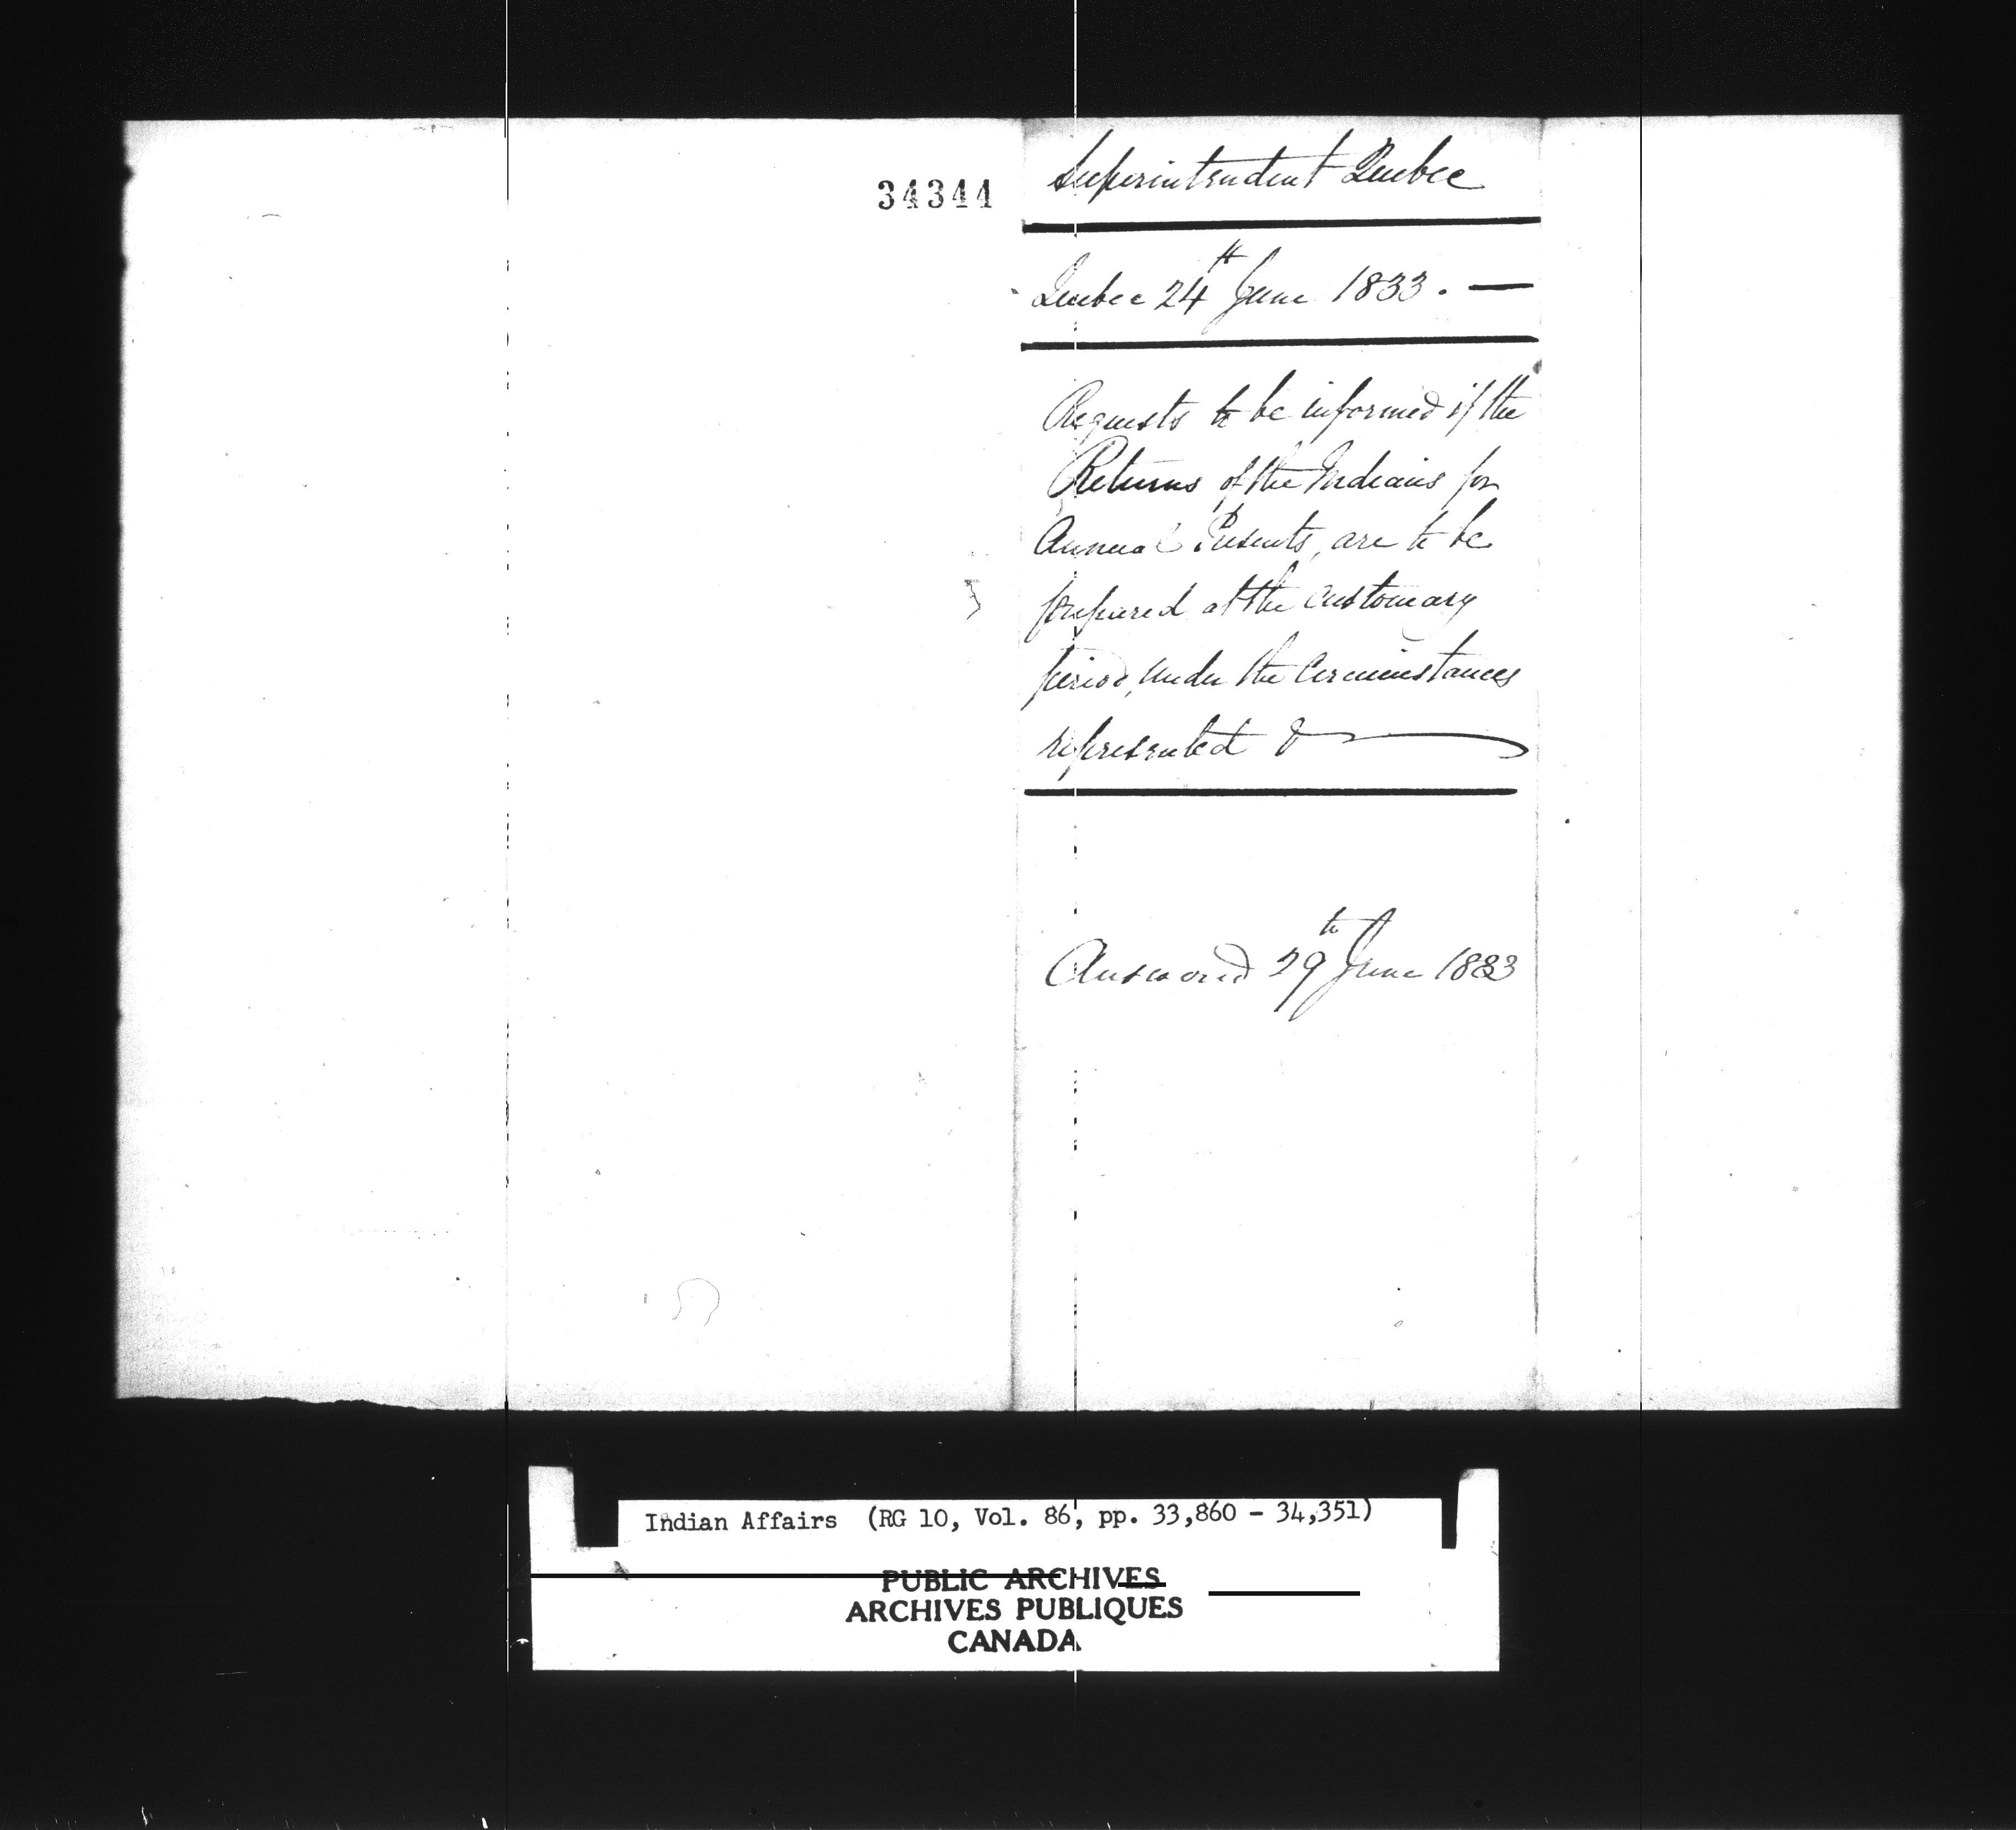 34344
Superintendent Quebec
Quebec 24th June 1833. —
Requests to be informed if the
Returns of the Indians for
Annual Presents, are to be
prepared at the Customary
period, under the Circumstances
represented &
Answered 29th June 1833
Indian Affairs (RG 10, Vol. 86, pp. 33,860 - 34,351)
PUBLIC ARCHIVES
ARCHIVES PUBLIQUES
CANADA